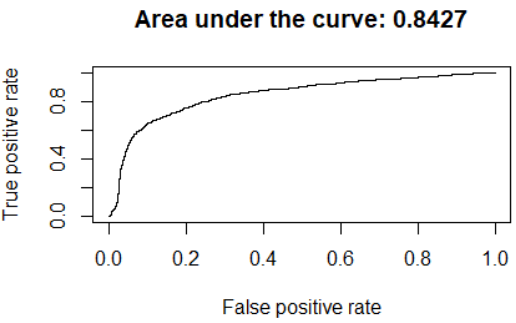 Area under the curve: 0.8427
True positive rate
0.8
0.4
0.0
0.0 0.2 0.4 0.6 0.8 1.0
False positive rate